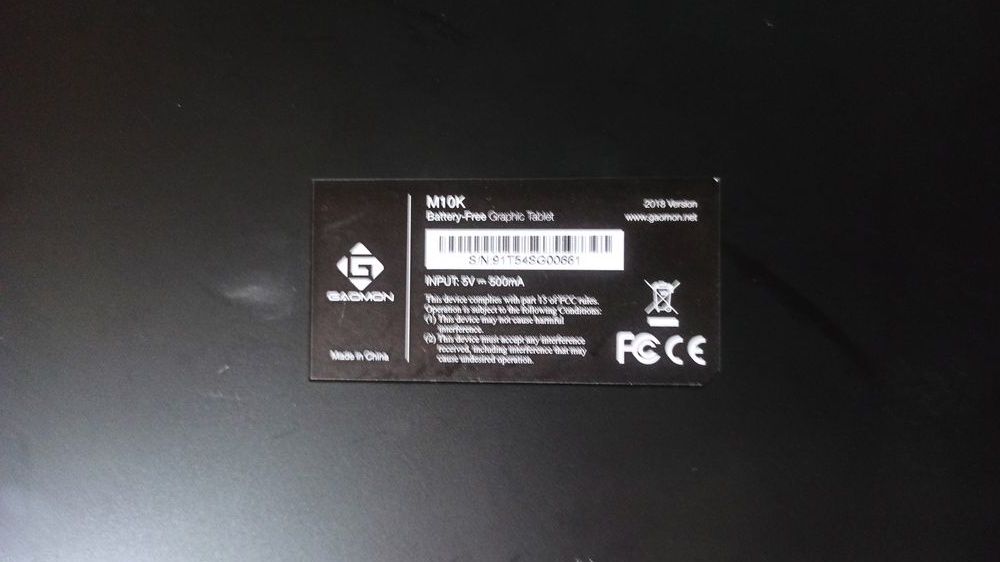 M10K
Battery-Free Graphic Tablet
2018 Version
www.gaomon.net
S/N:91T54SG00661
INPUT: 5V ⎓ 500mA
This device complies with part 15 of FCC rules.
Operation is subject to the following Conditions:
(1) This device may not cause harmful
interference.
(2) This device must accept any interference
received, including interference that may
cause undesired operation.
GAOMON
Made in China
FC CE